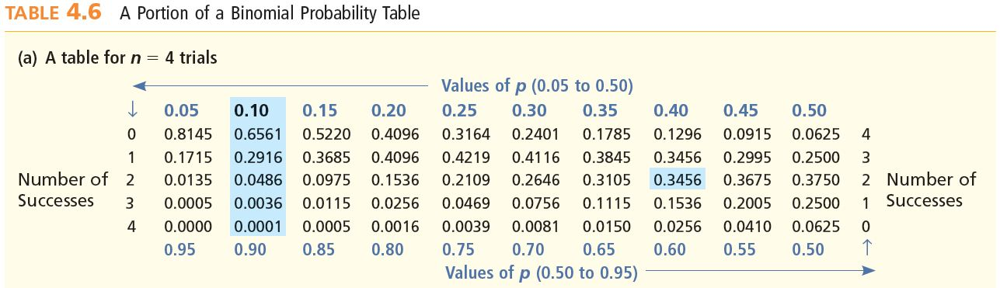 TABLE 4.6 A Portion of a Binomial Probability Table
(a) A table for n = 4 trials
Values of p (0.05 to 0.50)
↓ 0.05 0.10 0.15 0.20 0.25 0.30 0.35 0.40 0.45 0.50
0 0.8145 0.6561 0.5220 0.4096 0.3164 0.2401 0.1785 0.1296 0.0915 0.0625 4
1 0.1715 0.2916 0.3685 0.4096 0.4219 0.4116 0.3845 0.3456 0.2995 0.2500 3
Number of 2 0.0135 0.0486 0.0975 0.1536 0.2109 0.2646 0.3105 0.3456 0.3675 0.3750 2 Number of
Successes 3 0.0005 0.0036 0.0115 0.0256 0.0469 0.0756 0.1115 0.1536 0.2005 0.2500 1 Successes
4 0.0000 0.0001 0.0005 0.0016 0.0039 0.0081 0.0150 0.0256 0.0410 0.0625 0
0.95 0.90 0.85 0.80 0.75 0.70 0.65 0.60 0.55 0.50 ↑
Values of p (0.50 to 0.95)